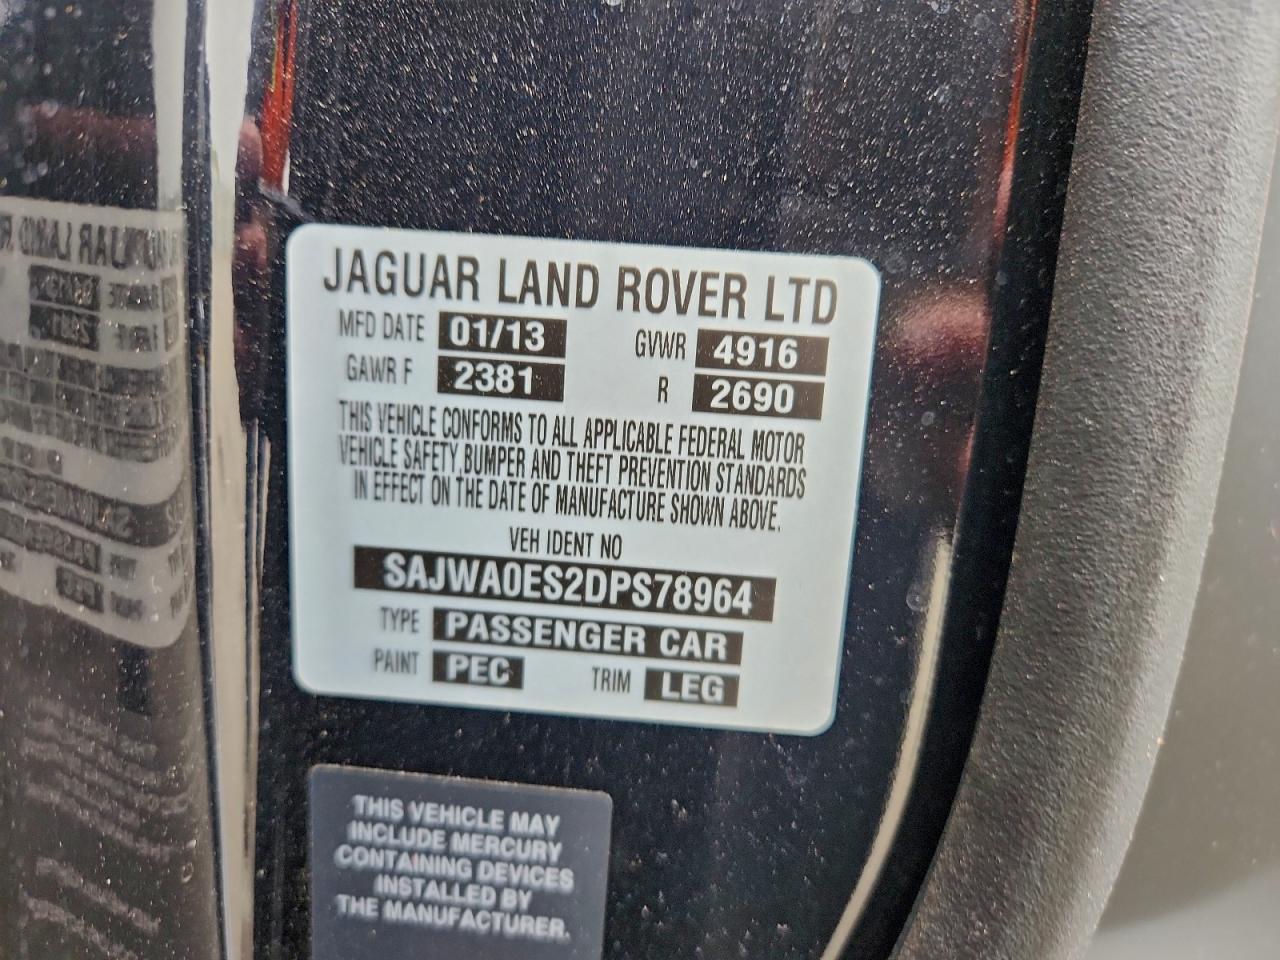 JAGUAR LAND ROVER LTD
MFD DATE 01/13 GVWR 4916
GAWR F 2381 R 2690
THIS VEHICLE CONFORMS TO ALL APPLICABLE FEDERAL MOTOR
VEHICLE SAFETY,BUMPER AND THEFT PREVENTION STANDARDS
IN EFFECT ON THE DATE OF MANUFACTURE SHOWN ABOVE.
VEH IDENT NO
SAJWA0ES2DPS78964
TYPE PASSENGER CAR
PAINT PEC TRIM LEG
THIS VEHICLE MAY
INCLUDE MERCURY
CONTAINING DEVICES
INSTALLED BY
THE MANUFACTURER.